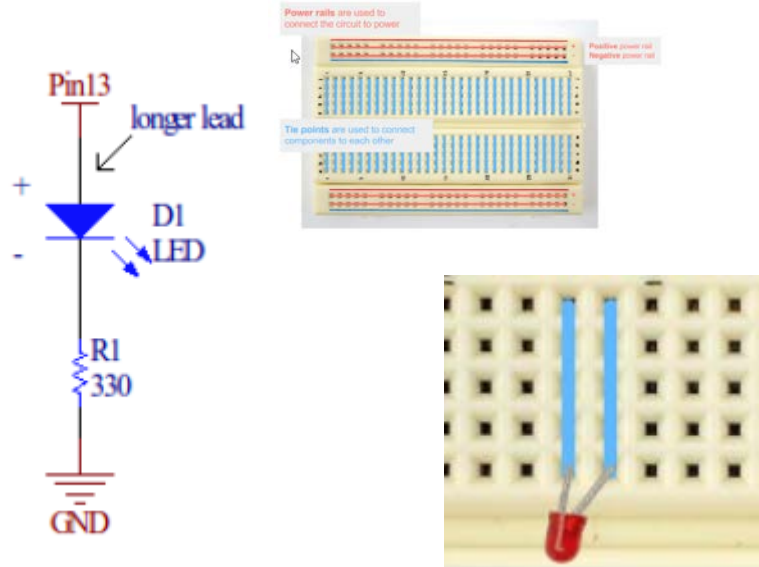 Power rails are used to
connect the circuit to power
Positive power rail
Negative power rail
Tie points are used to connect
components to each other
Pin13
longer lead
+
-
D1
LED
R1
330
GND